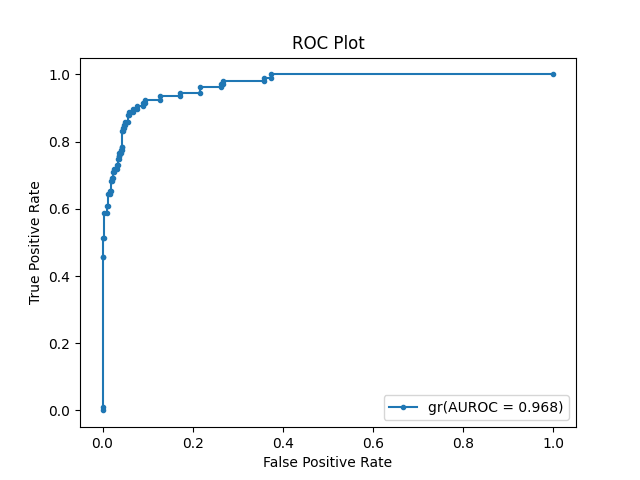 ROC Plot
True Positive Rate
1.0
0.8
0.6
0.4
0.2
0.0
gr(AUROC = 0.968)
0.0 0.2 0.4 0.6 0.8 1.0
False Positive Rate